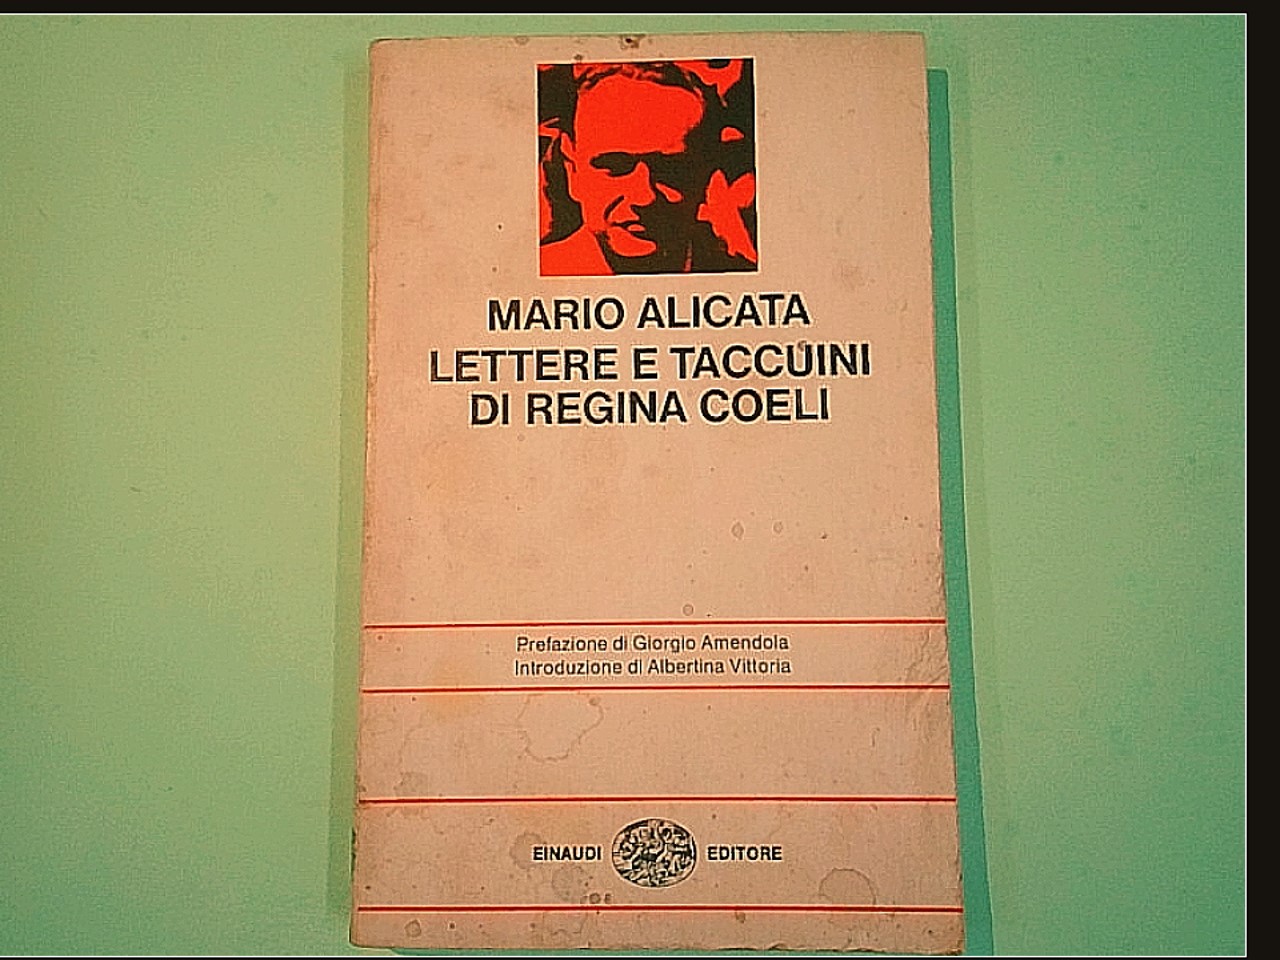 MARIO ALICATA
LETTERE E TACCUINI
DI REGINA COELI
Prefazione di Giorgio Amendola
Introduzione di Albertina Vittoria
EINAUDI EDITORE